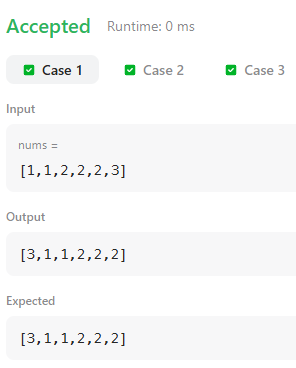 Accepted Runtime: 0 ms
Case 1 Case 2 Case 3
Input
nums =
[1,1,2,2,2,3]
Output
[3,1,1,2,2,2]
Expected
[3,1,1,2,2,2]